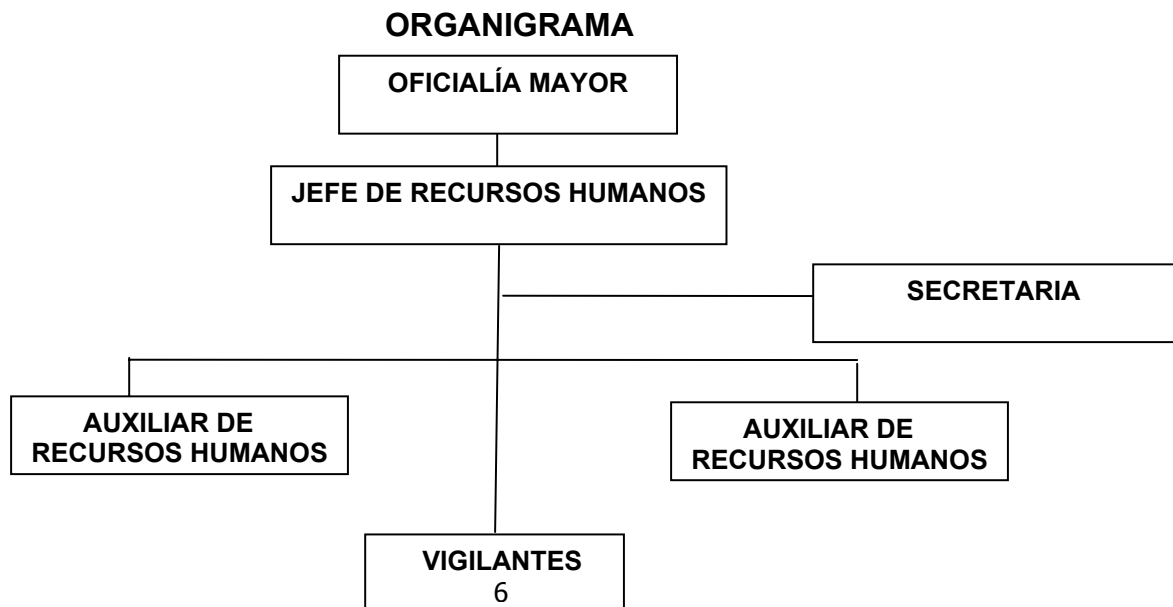 ORGANIGRAMA
OFICIALÍA MAYOR
JEFE DE RECURSOS HUMANOS
SECRETARIA
AUXILIAR DE
RECURSOS HUMANOS
AUXILIAR DE
RECURSOS HUMANOS
VIGILANTES
6